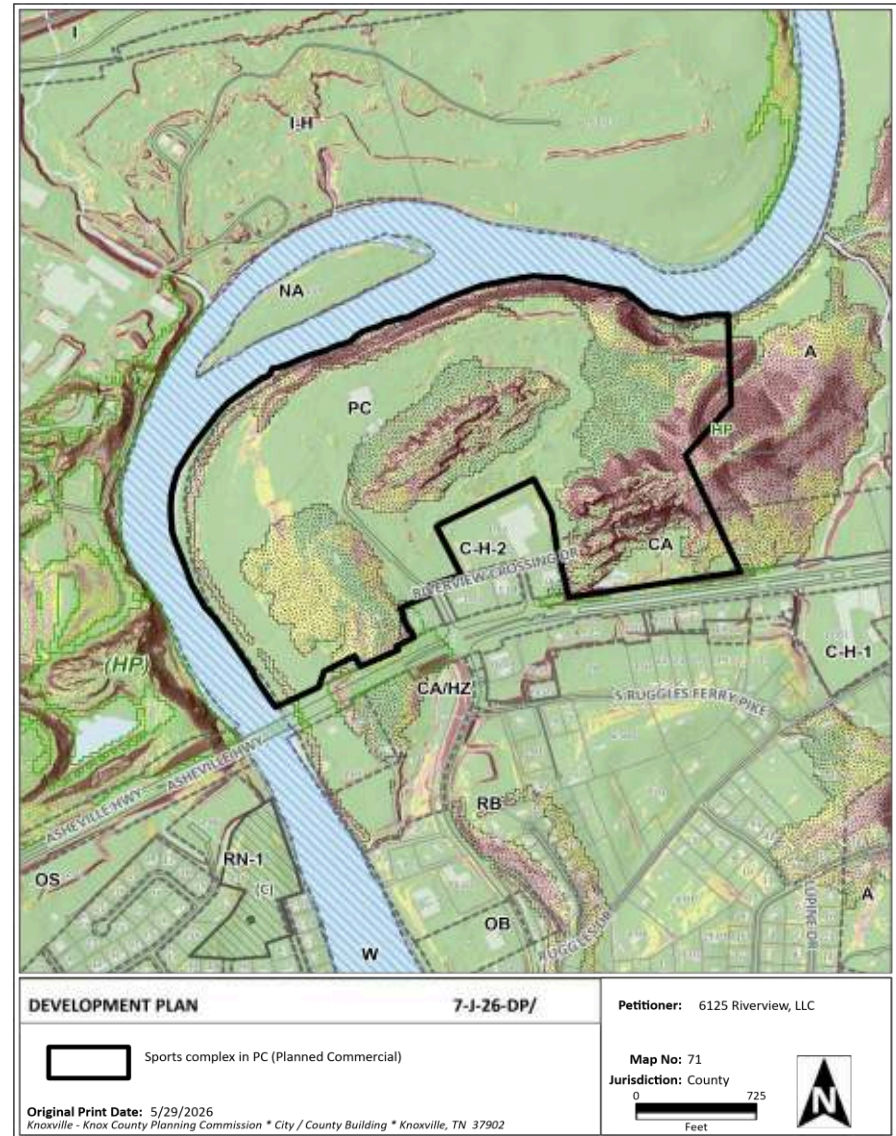 I
I-H
NA
A
PC
HP
C-H-2
CA
RIVERVIEW CROSSING DR
C-H-1
(HP)
CA/HZ
S RUGGLES FERRY PIKE
ASHEVILLE HWY
ASHEVILLE HWY
RB
RN-1
(C)
OS
A
OB
LUPINE DR
W
DEVELOPMENT PLAN 7-J-26-DP/
Petitioner: 6125 Riverview, LLC
Sports complex in PC (Planned Commercial)
Map No: 71
Jurisdiction: County
0 725
Feet
N
Original Print Date: 5/29/2026
Knoxville - Knox County Planning Commission * City / County Building * Knoxville, TN 37902